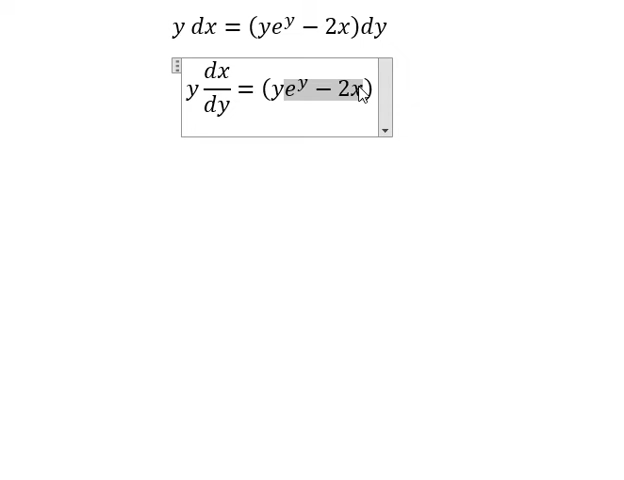 y dx = (ye^y − 2x)dy
y dx/dy = (ye^y − 2x)